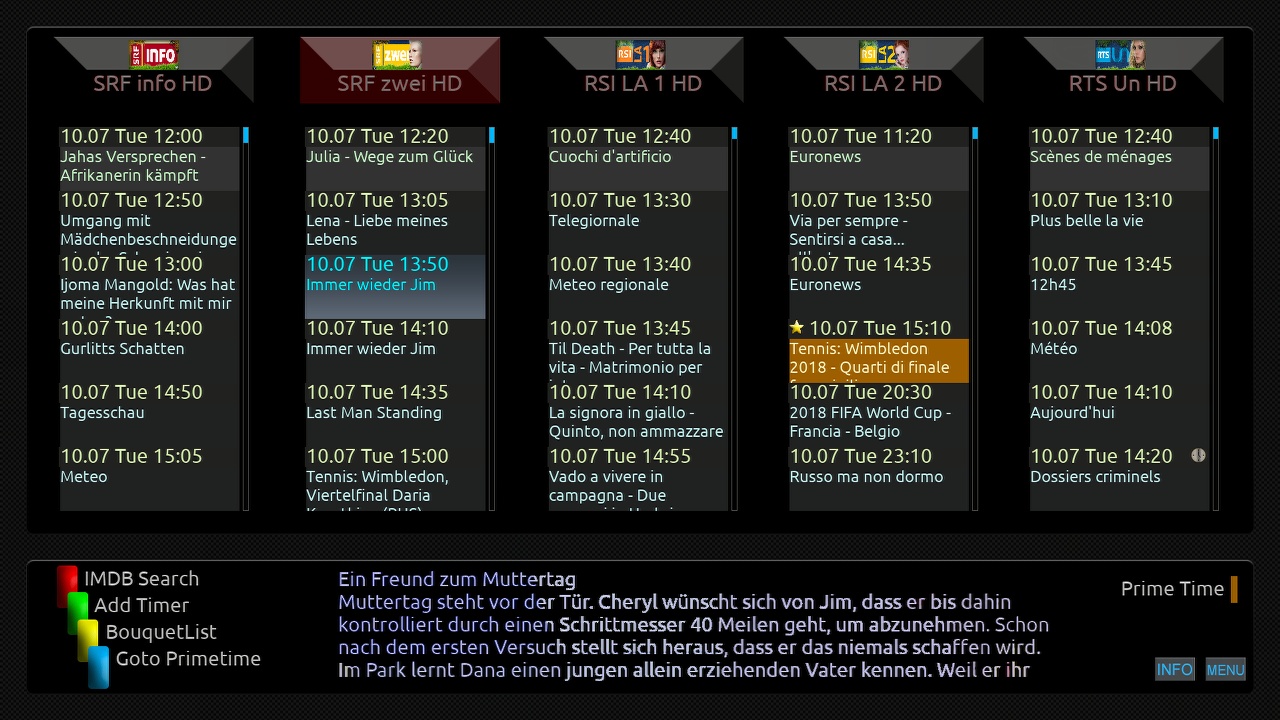 SRF INFO
SRF info HD
10.07 Tue 12:00
Jahas Versprechen -
Afrikanerin kämpft
10.07 Tue 12:50
Umgang mit
Mädchenbeschneidunge
10.07 Tue 13:00
Ijoma Mangold: Was hat
meine Herkunft mit mir
10.07 Tue 14:00
Gurlitts Schatten
10.07 Tue 14:50
Tagesschau
10.07 Tue 15:05
Meteo
SRF zwei
SRF zwei HD
10.07 Tue 12:20
Julia - Wege zum Glück
10.07 Tue 13:05
Lena - Liebe meines
Lebens
10.07 Tue 13:50
Immer wieder Jim
10.07 Tue 14:10
Immer wieder Jim
10.07 Tue 14:35
Last Man Standing
10.07 Tue 15:00
Tennis: Wimbledon,
Viertelfinal Daria
RSI LA 1
RSI LA 1 HD
10.07 Tue 12:40
Cuochi d'artificio
10.07 Tue 13:30
Telegiornale
10.07 Tue 13:40
Meteo regionale
10.07 Tue 13:45
Til Death - Per tutta la
vita - Matrimonio per
10.07 Tue 14:10
La signora in giallo -
Quinto, non ammazzare
10.07 Tue 14:55
Vado a vivere in
campagna - Due
RSI LA 2
RSI LA 2 HD
10.07 Tue 11:20
Euronews
10.07 Tue 13:50
Via per sempre -
Sentirsi a casa...
10.07 Tue 14:35
Euronews
10.07 Tue 15:10
Tennis: Wimbledon
2018 - Quarti di finale
10.07 Tue 20:30
2018 FIFA World Cup -
Francia - Belgio
10.07 Tue 23:10
Russo ma non dormo
RTS Un
RTS Un HD
10.07 Tue 12:40
Scènes de ménages
10.07 Tue 13:10
Plus belle la vie
10.07 Tue 13:45
12h45
10.07 Tue 14:08
Météo
10.07 Tue 14:10
Aujourd'hui
10.07 Tue 14:20
Dossiers criminels
IMDB Search
Add Timer
BouquetList
Goto Primetime
Ein Freund zum Muttertag
Muttertag steht vor der Tür. Cheryl wünscht sich von Jim, dass er bis dahin
kontrolliert durch einen Schrittmesser 40 Meilen geht, um abzunehmen. Schon
nach dem ersten Versuch stellt sich heraus, dass er das niemals schaffen wird.
Im Park lernt Dana einen jungen allein erziehenden Vater kennen. Weil er ihr
Prime Time
INFO MENU